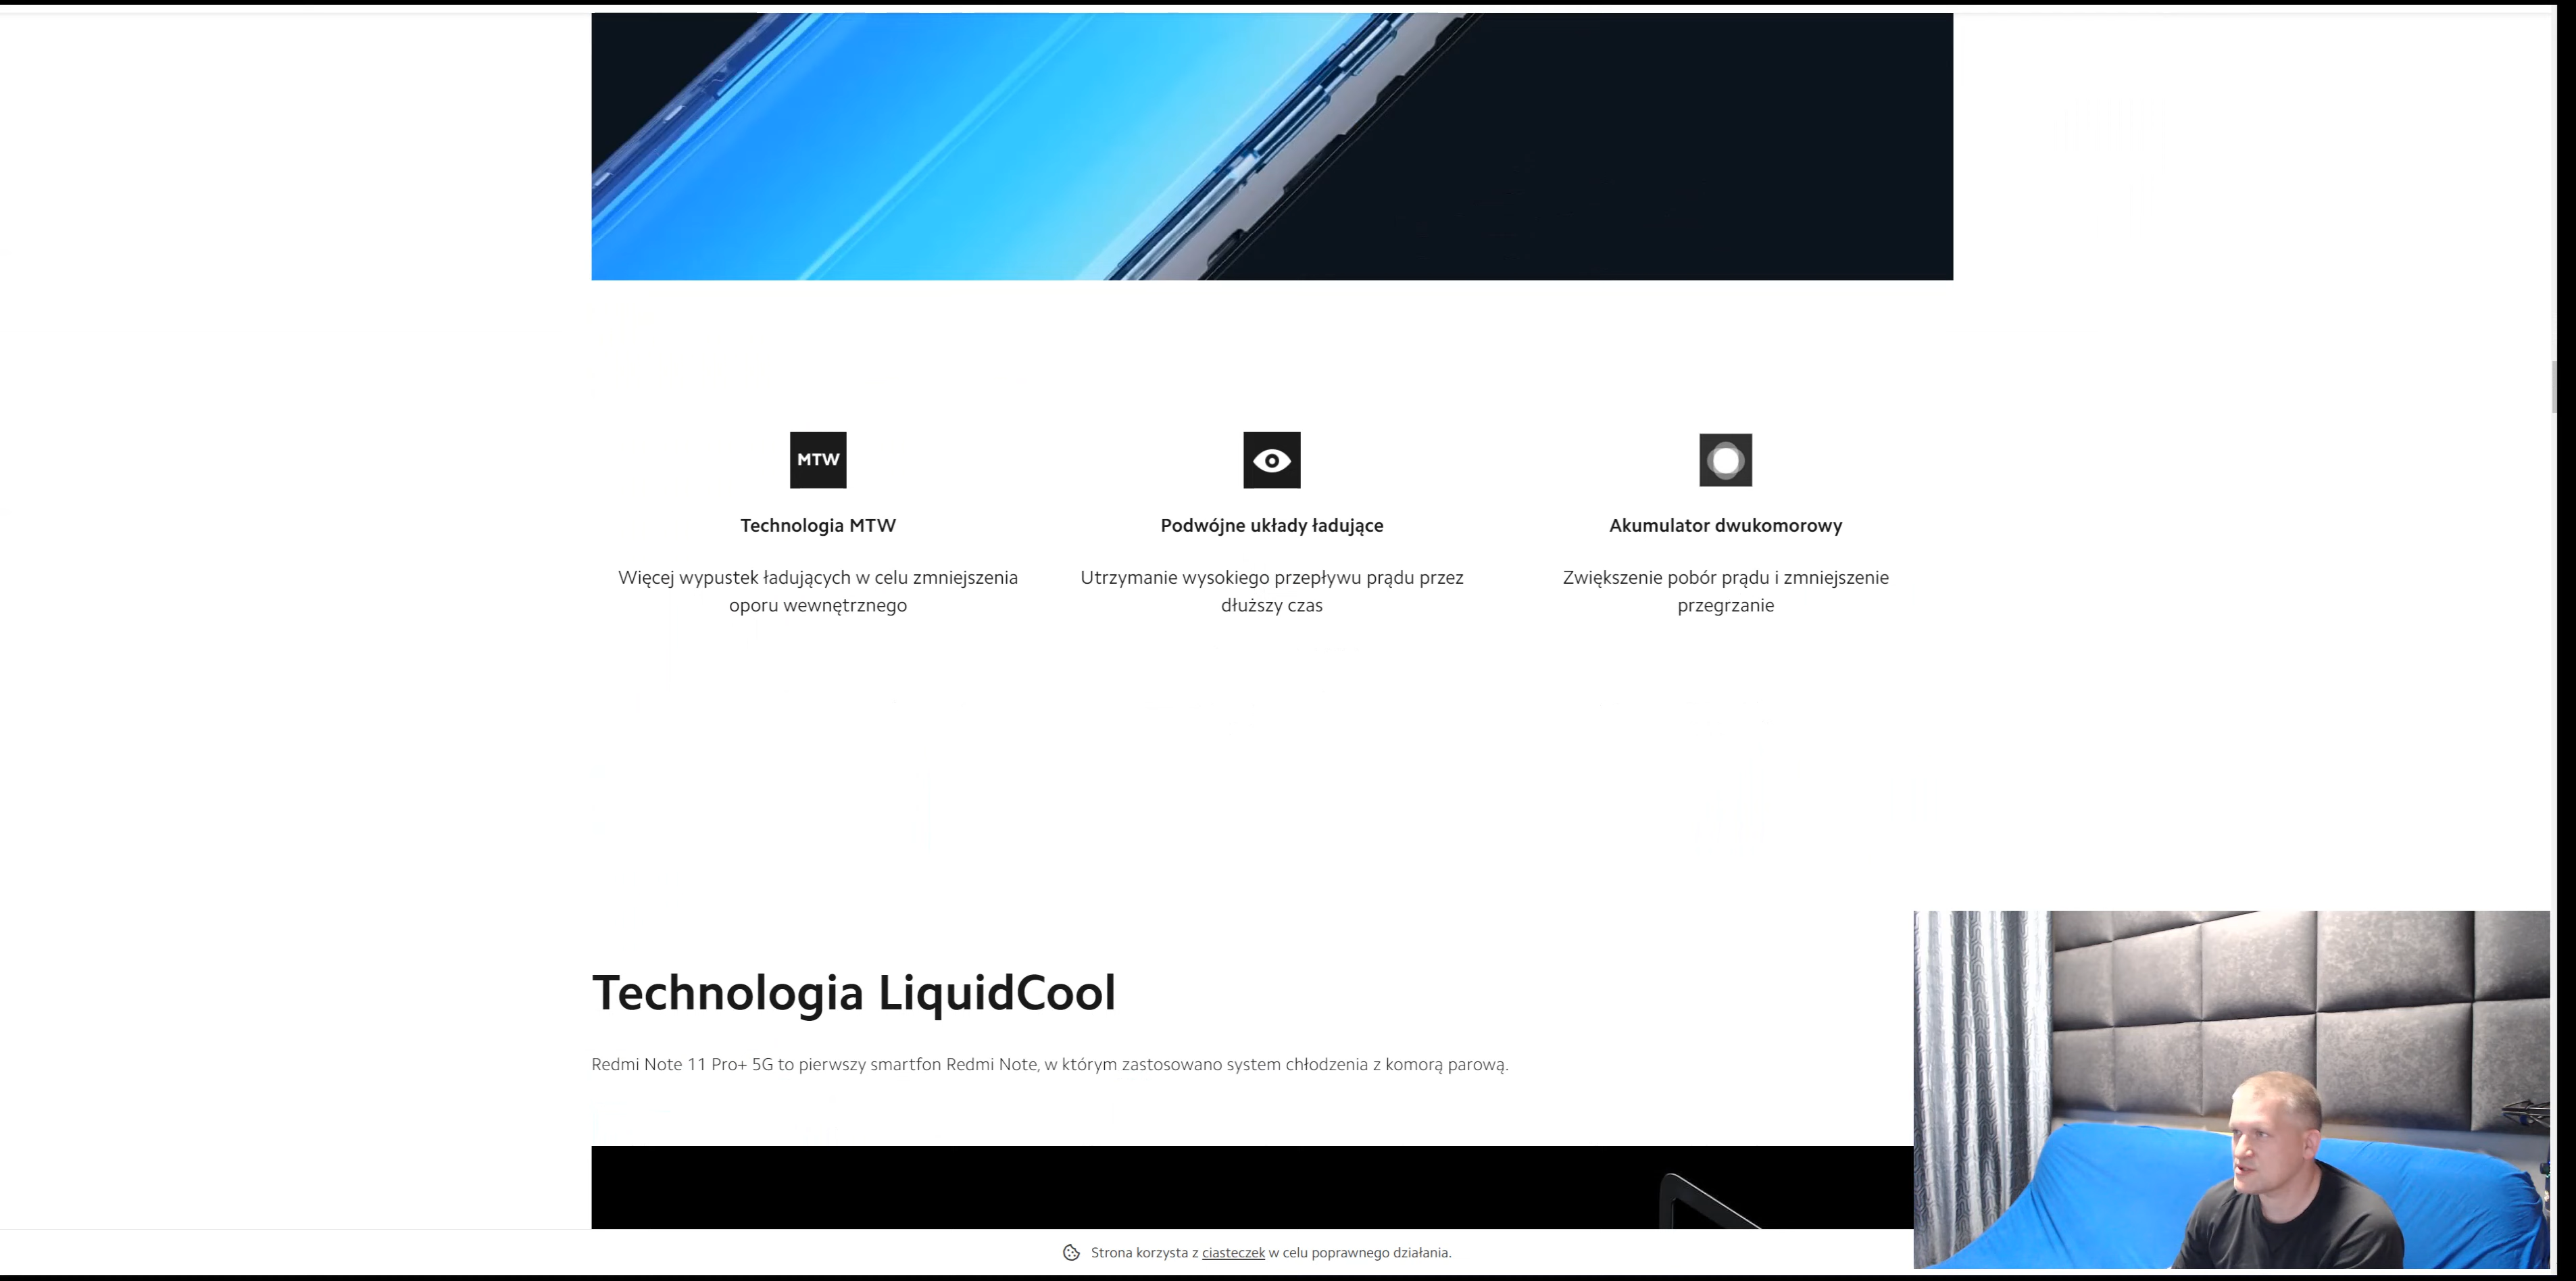 MTW
Technologia MTW
Więcej wypustek ładujących w celu zmniejszenia
oporu wewnętrznego
Podwójne układy ładujące
Utrzymanie wysokiego przepływu prądu przez
dłuższy czas
Akumulator dwukomorowy
Zwiększenie pobór prądu i zmniejszenie
przegrzanie
Technologia LiquidCool
Redmi Note 11 Pro+ 5G to pierwszy smartfon Redmi Note, w którym zastosowano system chłodzenia z komorą parową.
Strona korzysta z ciasteczek w celu poprawnego działania.